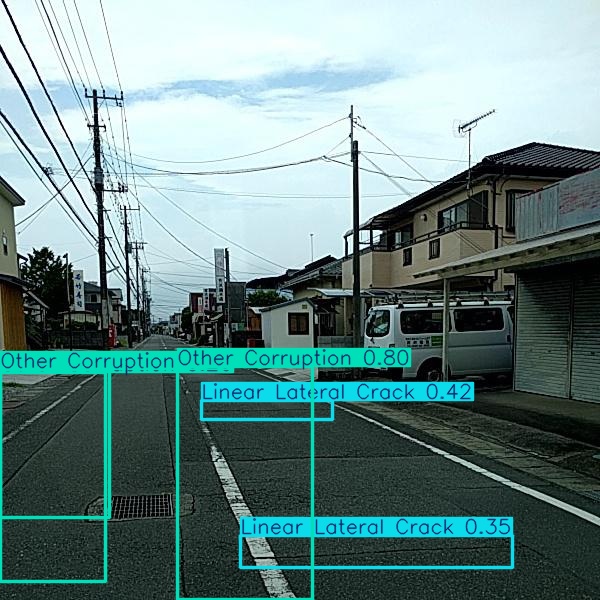 Other Corruption
Other Corruption 0.80
Linear Lateral Crack 0.42
Linear Lateral Crack 0.35